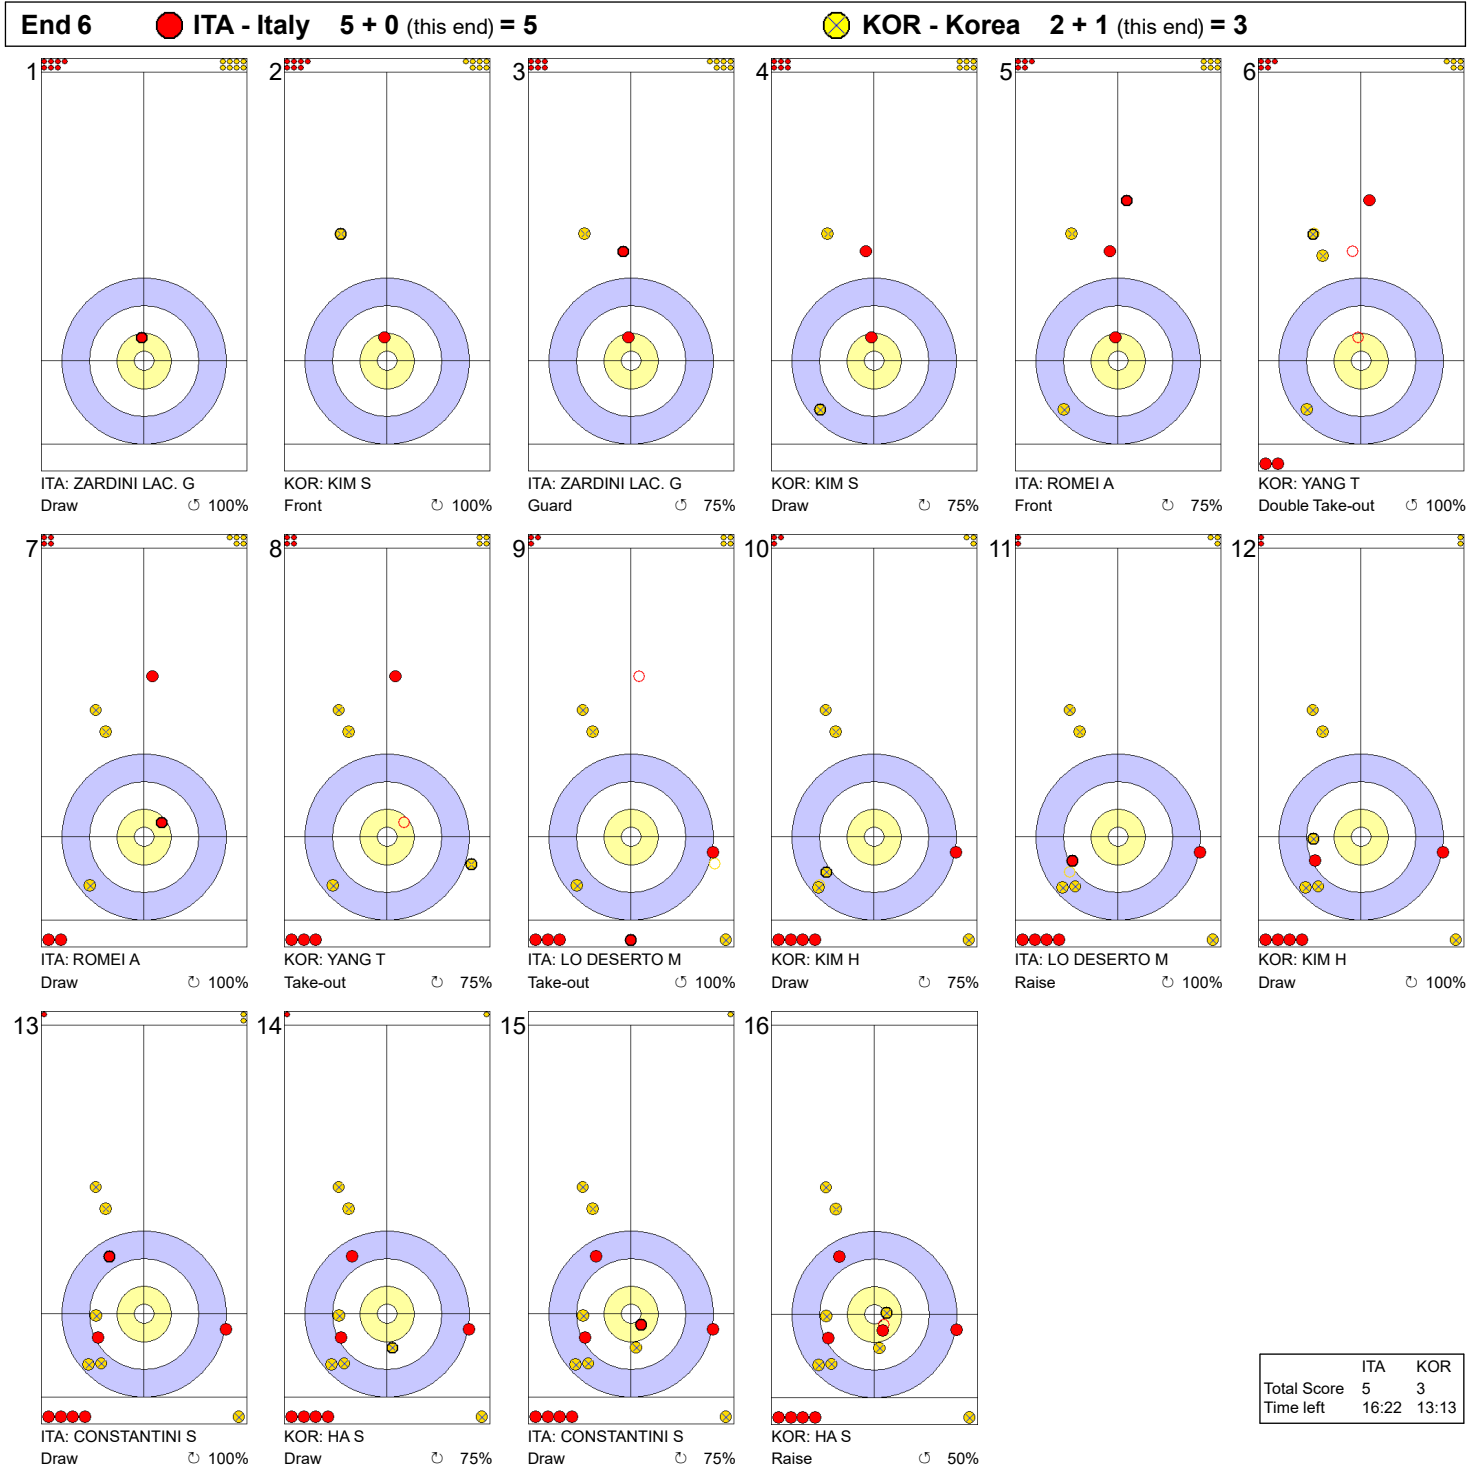 End 6 ITA - Italy 5 + 0 (this end) = 5 KOR - Korea 2 + 1 (this end) = 3
1
ITA: ZARDINI LAC. G
Draw ↺ 100%
2
KOR: KIM S
Front ↻ 100%
3
ITA: ZARDINI LAC. G
Guard ↺ 75%
4
KOR: KIM S
Draw ↻ 75%
5
ITA: ROMEI A
Front ↺ 75%
6
KOR: YANG T
Double Take-out ↻ 100%
7
ITA: ROMEI A
Draw ↻ 100%
8
KOR: YANG T
Take-out ↻ 75%
9
ITA: LO DESERTO M
Take-out ↺ 100%
10
KOR: KIM H
Draw ↻ 75%
11
ITA: LO DESERTO M
Raise ↻ 100%
12
KOR: KIM H
Draw ↻ 100%
13
ITA: CONSTANTINI S
Draw ↻ 100%
14
KOR: HA S
Draw ↻ 75%
15
ITA: CONSTANTINI S
Draw ↻ 75%
16
KOR: HA S
Raise ↺ 50%
ITA KOR
Total Score 5 3
Time left 16:22 13:13